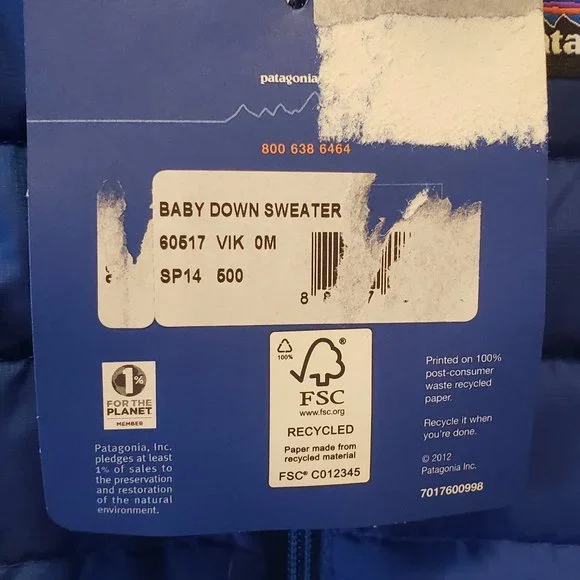 patagonia
800 638 6464
BABY DOWN SWEATER
60517 VIK 0M
SP14 500
8 8 7
1%
FOR THE
PLANET
MEMBER
Patagonia, Inc.
pledges at least
1% of sales to
the preservation
and restoration
of the natural
environment.
100%
FSC
www.fsc.org
RECYCLED
Paper made from
recycled material
FSC® C012345
Printed on 100%
post-consumer
waste recycled
paper.
Recycle it when
you're done.
© 2012
Patagonia Inc.
7017600998